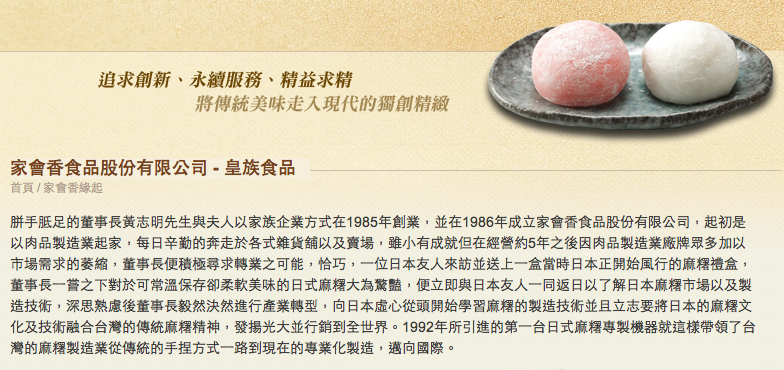 追求創新、永續服務、精益求精
將傳統美味走入現代的獨創精緻
家會香食品股份有限公司 - 皇族食品
首頁 / 家會香緣起
胼手胝足的董事長黃志明先生與夫人以家族企業方式在1985年創業，並在1986年成立家會香食品股份有限公司，起初是
以肉品製造業起家，每日辛勤的奔走於各式雜貨舖以及賣場，雖小有成就但在經營約5年之後因肉品製造業廠牌眾多加以
市場需求的萎縮，董事長便積極尋求轉業之可能，恰巧，一位日本友人來訪並送上一盒當時日本正開始風行的麻糬禮盒，
董事長一嘗之下對於可常溫保存卻柔軟美味的日式麻糬大為驚豔，便立即與日本友人一同返日以了解日本麻糬市場以及製
造技術，深思熟慮後董事長毅然決然進行產業轉型，向日本虛心從頭開始學習麻糬的製造技術並且立志要將日本的麻糬文
化及技術融合台灣的傳統麻糬精神，發揚光大並行銷到全世界。1992年所引進的第一台日式麻糬專製機器就這樣帶領了台
灣的麻糬製造業從傳統的手捏方式一路到現在的專業化製造，邁向國際。